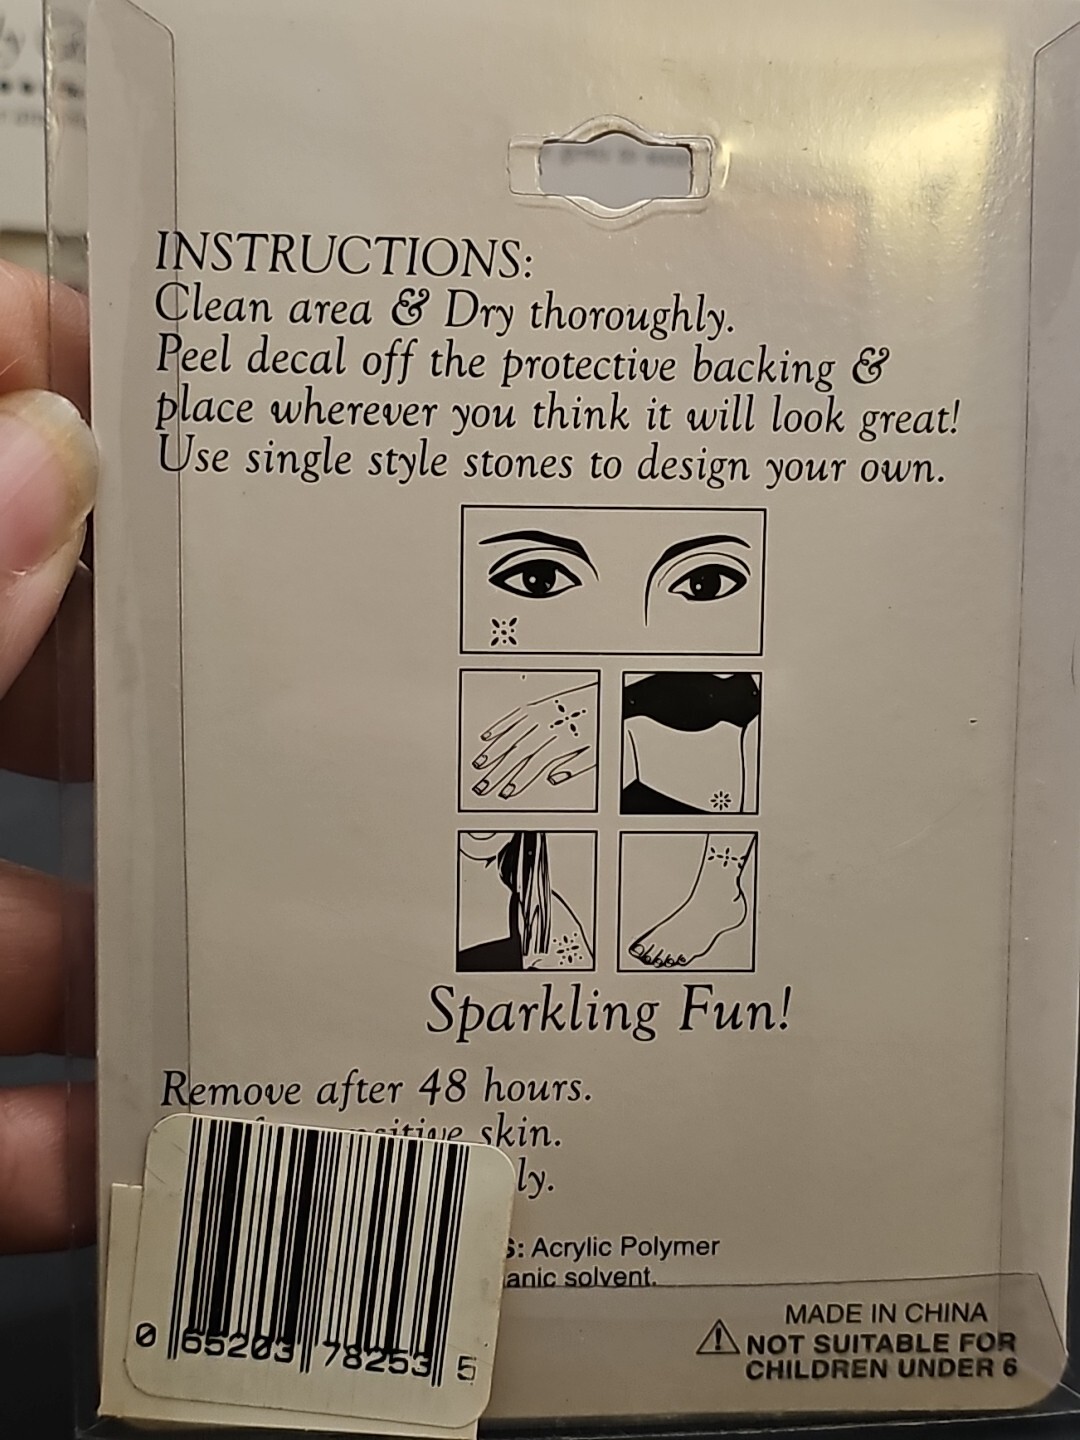 INSTRUCTIONS:
Clean area & Dry thoroughly.
Peel decal off the protective backing &
place wherever you think it will look great!
Use single style stones to design your own.
Sparkling Fun!
Remove after 48 hours.
skin.
Acrylic Polymer
solvent.
MADE IN CHINA
NOT SUITABLE FOR
CHILDREN UNDER 6
0 65203 78253 5